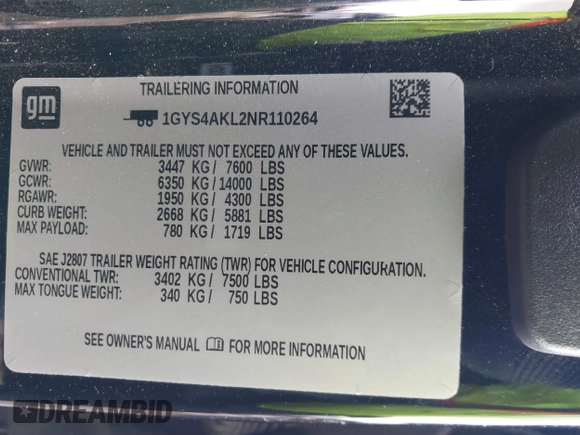 gm
TRAILERING INFORMATION
1GYS4AKL2NR110264
VEHICLE AND TRAILER MUST NOT EXCEED ANY OF THESE VALUES.
GVWR: 3447 KG / 7600 LBS
GCWR: 6350 KG / 14000 LBS
RGAWR: 1950 KG / 4300 LBS
CURB WEIGHT: 2668 KG / 5881 LBS
MAX PAYLOAD: 780 KG / 1719 LBS
SAE J2807 TRAILER WEIGHT RATING (TWR) FOR VEHICLE CONFIGURATION.
CONVENTIONAL TWR: 3402 KG / 7500 LBS
MAX TONGUE WEIGHT: 340 KG / 750 LBS
SEE OWNER'S MANUAL FOR MORE INFORMATION
DREAMBID